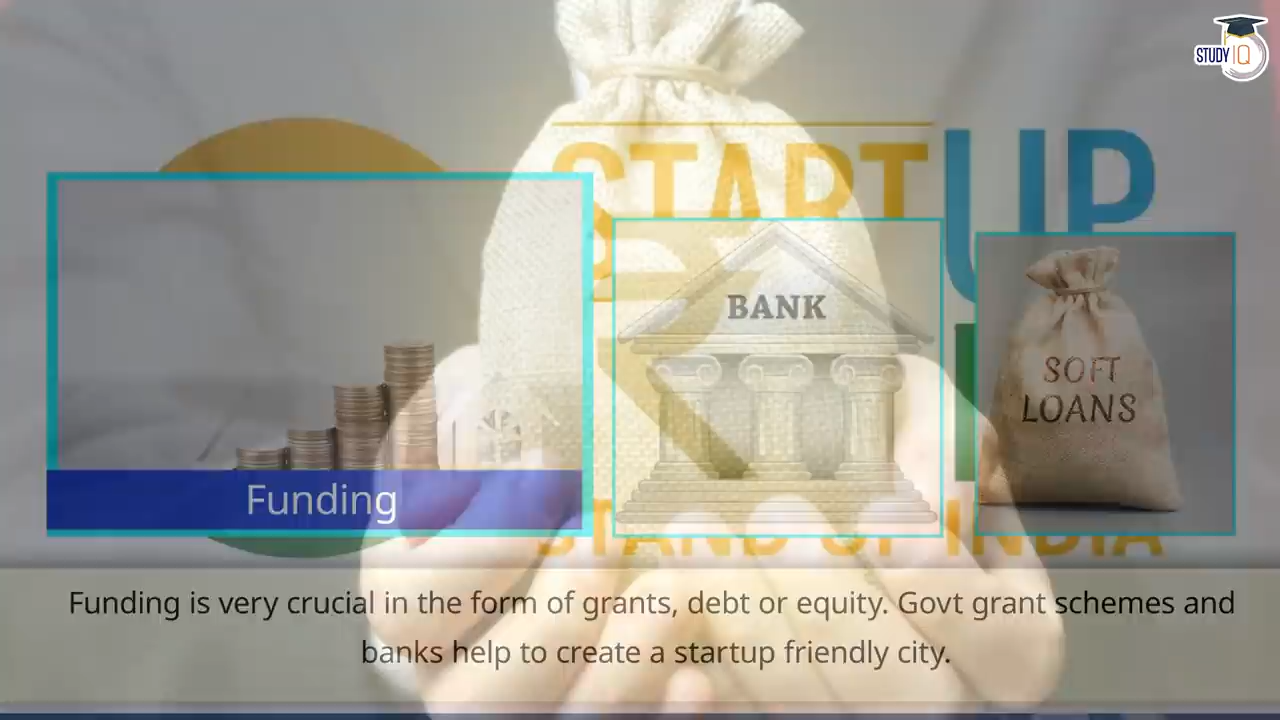 STUDY IQ
STARTUP
BANK
SOFT
LOANS
Funding
STAND UP INDIA
Funding is very crucial in the form of grants, debt or equity. Govt grant schemes and
banks help to create a startup friendly city.